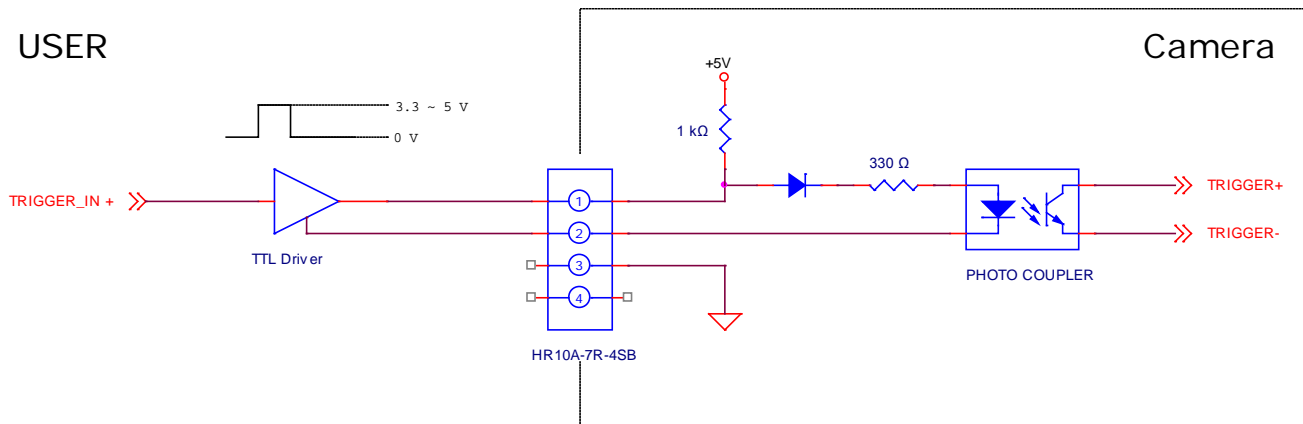 USER
Camera
+5V
3.3 ~ 5 V
0 V
1 kΩ
330 Ω
TRIGGER_IN +
TTL Driver
1
2
3
4
HR10A-7R-4SB
TRIGGER+
TRIGGER-
PHOTO COUPLER